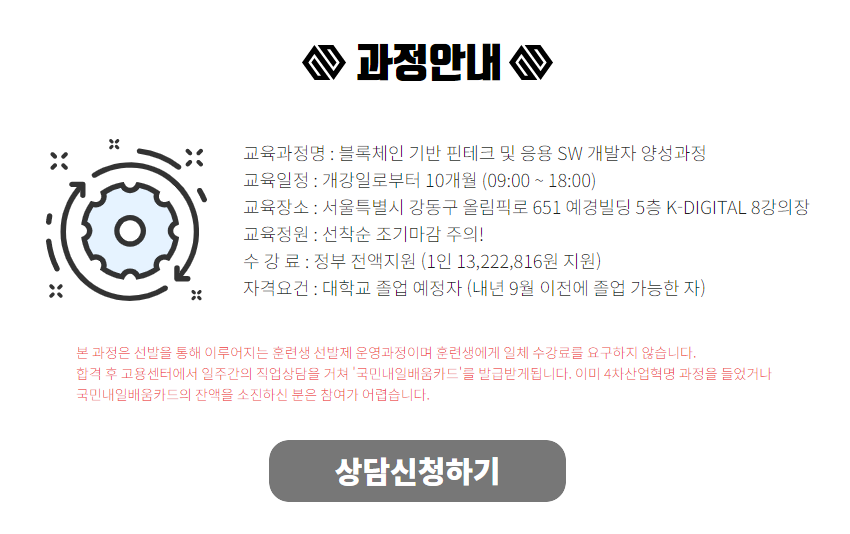 과정안내
교육과정명 : 블록체인 기반 핀테크 및 응용 SW 개발자 양성과정
교육일정 : 개강일로부터 10개월 (09:00 ~ 18:00)
교육장소 : 서울특별시 강동구 올림픽로 651 예경빌딩 5층 K-DIGITAL 8강의장
교육정원 : 선착순 조기마감 주의!
수 강 료 : 정부 전액지원 (1인 13,222,816원 지원)
자격요건 : 대학교 졸업 예정자 (내년 9월 이전에 졸업 가능한 자)
본 과정은 선발을 통해 이루어지는 훈련생 선발제 운영과정이며 훈련생에게 일체 수강료를 요구하지 않습니다.
합격 후 고용센터에서 일주간의 직업상담을 거쳐 '국민내일배움카드'를 발급받게됩니다. 이미 4차산업혁명 과정을 들었거나
국민내일배움카드의 잔액을 소진하신 분은 참여가 어렵습니다.
상담신청하기